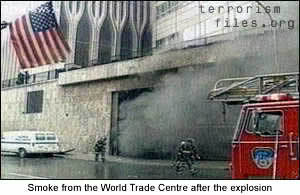 terrorism
files.org
Smoke from the World Trade Centre after the explosion